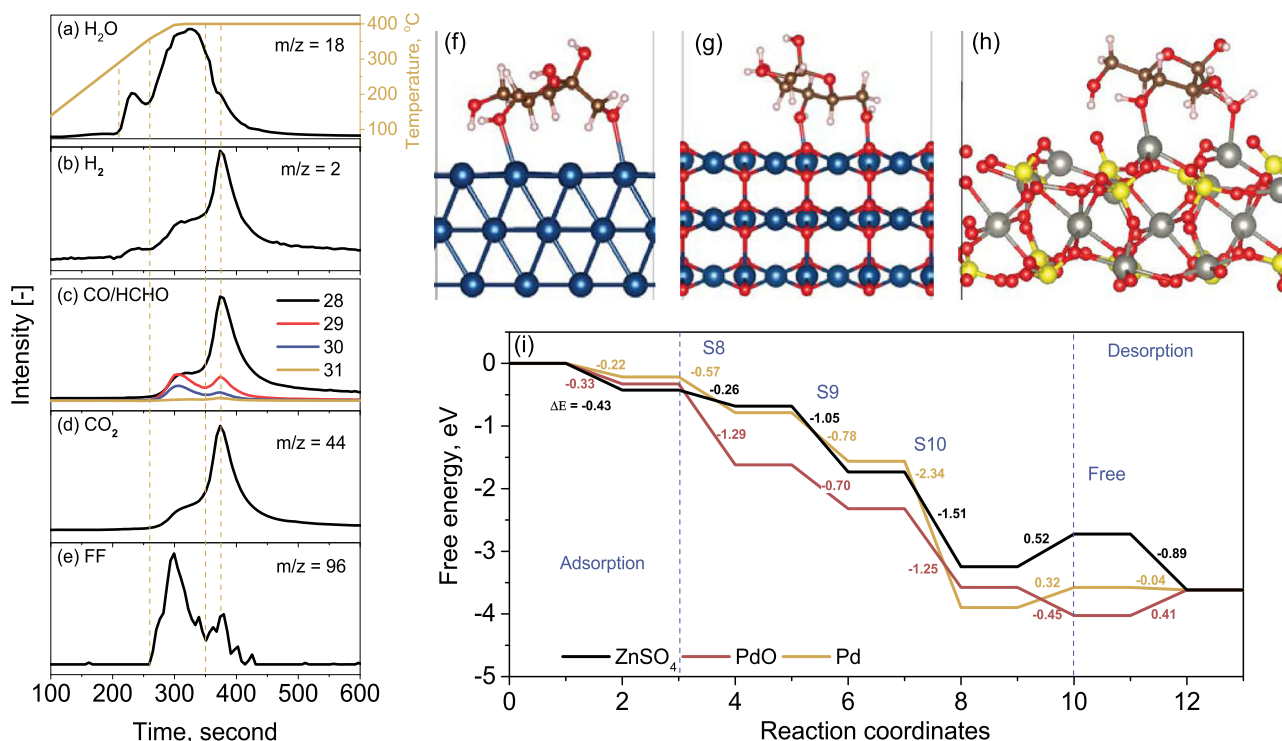 (a) H₂O
m/z = 18
400
300
200
100
Temperature, °C
(b) H₂
m/z = 2
(c) CO/HCHO
28
29
30
31
(d) CO₂
m/z = 44
(e) FF
m/z = 96
Intensity [-]
100 200 300 400 500 600
Time, second
(f)
(g)
(h)
(i)
S8
S9
S10
Adsorption
Free
Desorption
-0.22
-0.33
ΔE = -0.43
-0.57
-0.26
-1.29
-1.05
-0.78
-0.70
-2.34
-1.51
-1.25
0.52
0.32
-0.45
-0.89
-0.04
0.41
ZnSO₄ PdO Pd
0
-1
-2
-3
-4
-5
Free energy, eV
0 2 4 6 8 10 12
Reaction coordinates